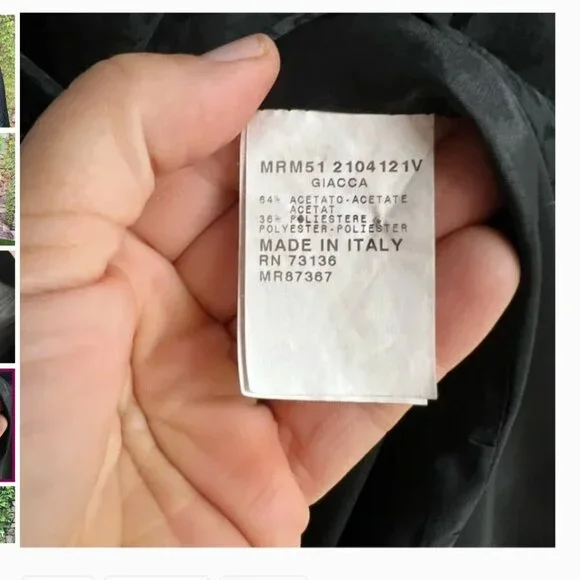 MRM51 2104121V
GIACCA
64% ACETATO-ACETATE
ACETAT
36% POLIESTERE
POLYESTER-POLIESTER
MADE IN ITALY
RN 73136
MR87367